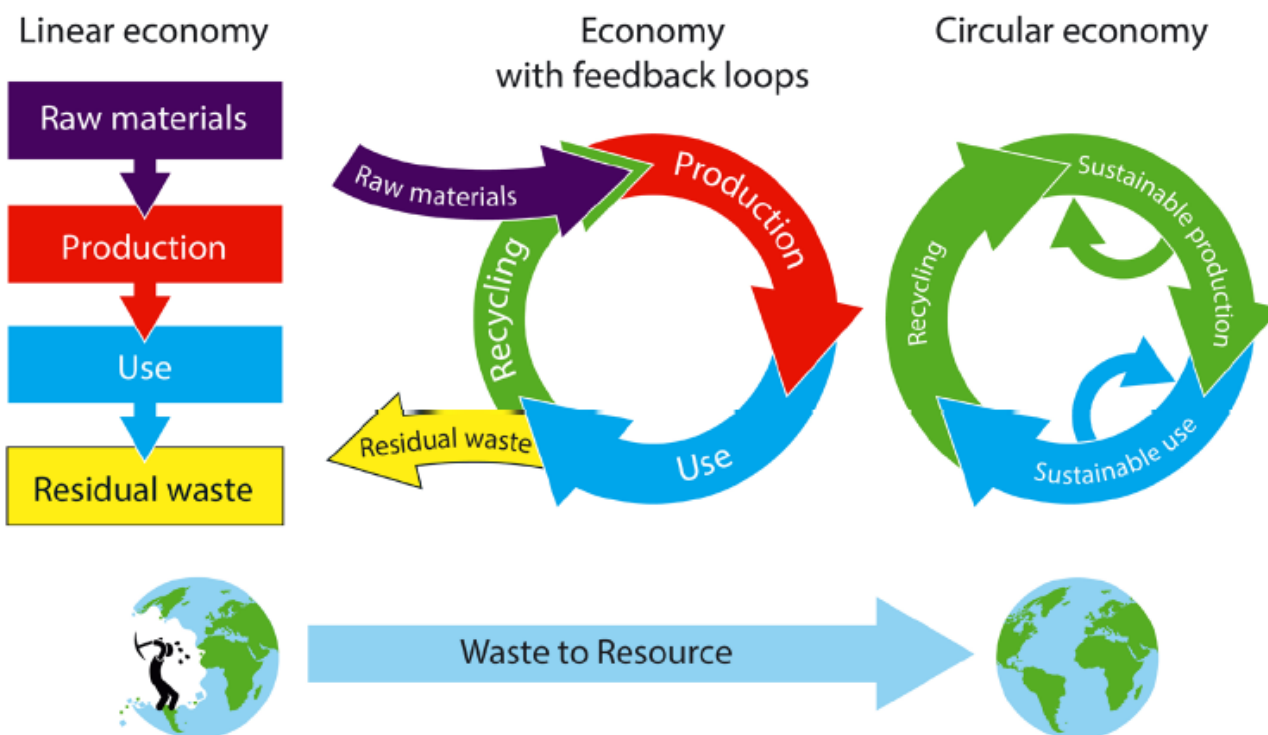 Linear economy
Raw materials
Production
Use
Residual waste
Economy
with feedback loops
Raw materials
Production
Use
Recycling
Residual waste
Circular economy
Sustainable production
Sustainable use
Recycling
Waste to Resource